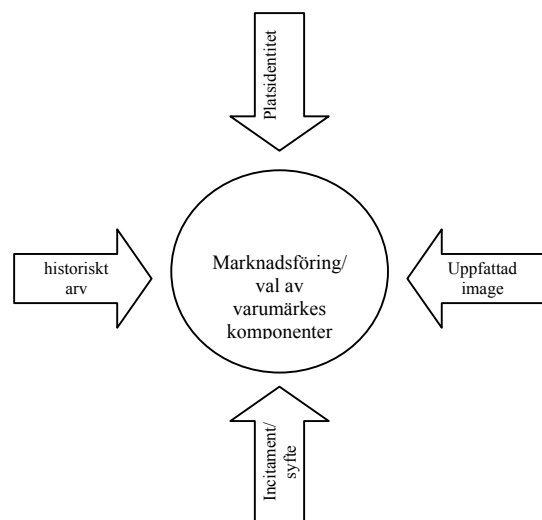 Platsidentitet
historiskt
arv
Marknadsföring/
val av
varumärkes
komponenter
Uppfattad
image
Incitament/
syfte